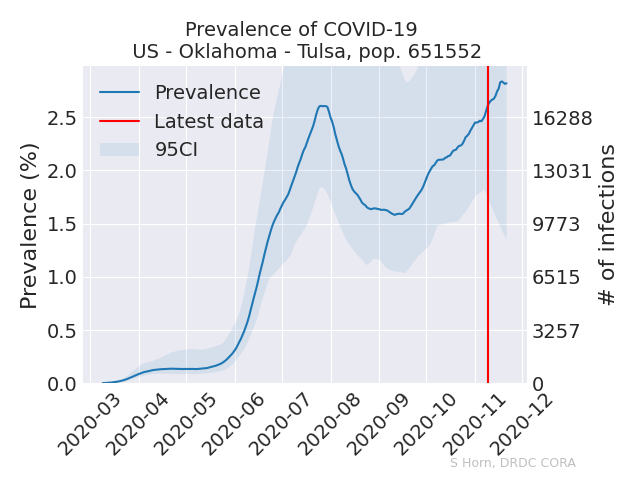 Prevalence of COVID-19
US - Oklahoma - Tulsa, pop. 651552
Prevalence
Latest data
95CI
Prevalence (%)
2.5
2.0
1.5
1.0
0.5
0.0
16288
13031
9773
6515
3257
0
# of infections
2020-03
2020-04
2020-05
2020-06
2020-07
2020-08
2020-09
2020-10
2020-11
2020-12
S Horn, DRDC CORA